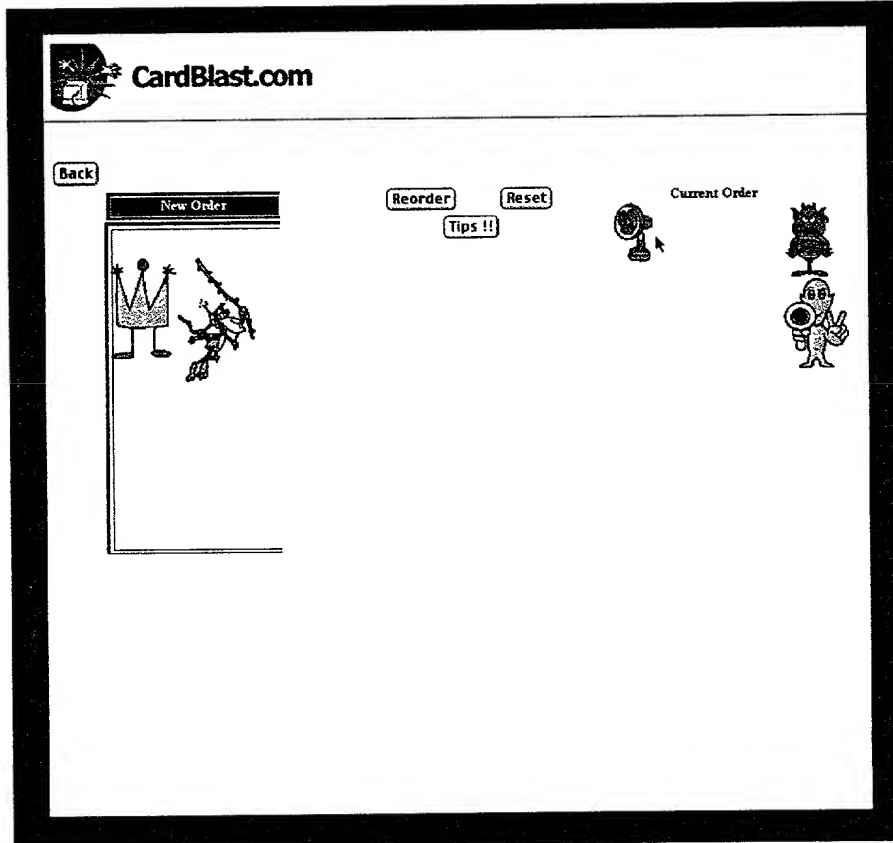 CardBlast.com
Back
New Order
Reorder
Reset
Tips !!
Current Order